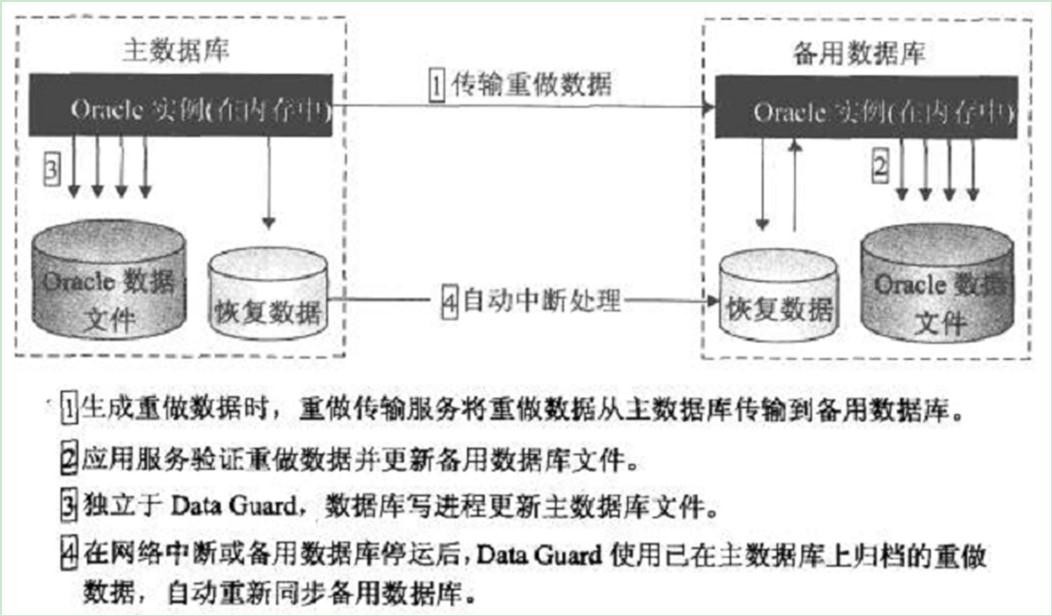 主数据库
备用数据库
1 传输重做数据
Oracle 实例(在内存中)
Oracle 实例(在内存中)
3
2
Oracle 数据
文件
恢复数据
4 自动中断处理
恢复数据
Oracle 数据
文件
1 生成重做数据时，重做传输服务将重做数据从主数据库传输到备用数据库。
2 应用服务验证重做数据并更新备用数据库文件。
3 独立于 Data Guard，数据库写进程更新主数据库文件。
4 在网络中断或备用数据库停运后，Data Guard 使用已在主数据库上归档的重做
数据，自动重新同步备用数据库。